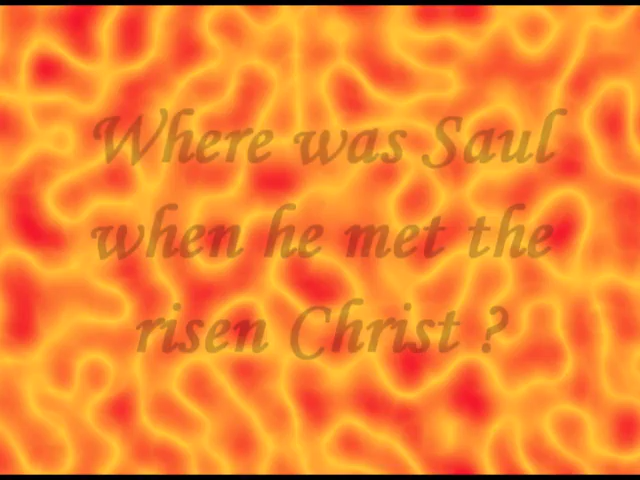 Where was Saul
when he met the
risen Christ ?